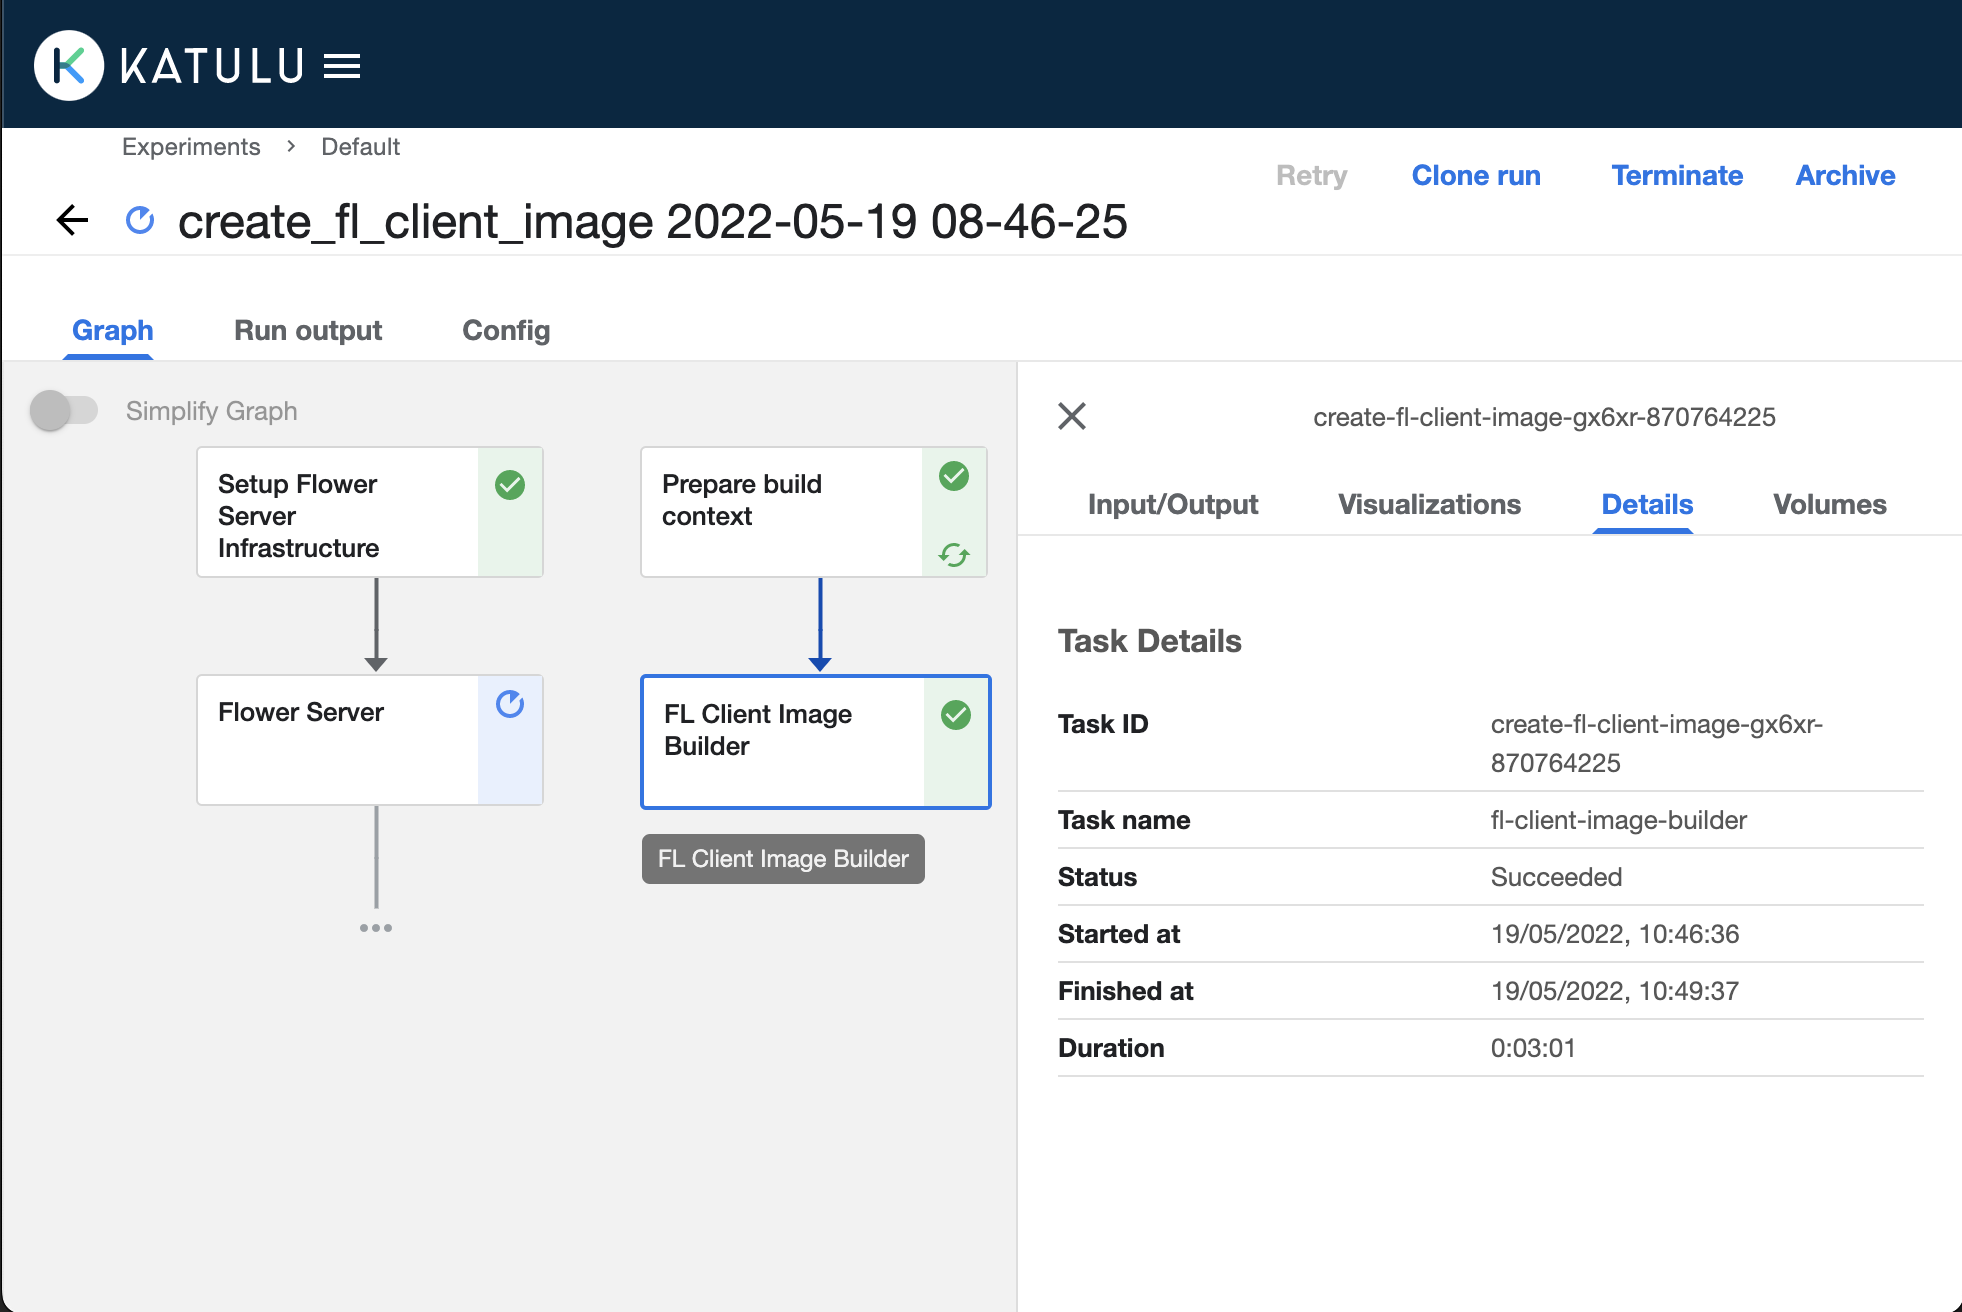 KATULU
Experiments > Default
Retry Clone run Terminate Archive
create_fl_client_image 2022-05-19 08-46-25
Graph Run output Config
Simplify Graph
Setup Flower
Server
Infrastructure
Prepare build
context
Flower Server
FL Client Image
Builder
FL Client Image Builder
create-fl-client-image-gx6xr-870764225
Input/Output Visualizations Details Volumes
Task Details
Task ID create-fl-client-image-gx6xr-
870764225
Task name fl-client-image-builder
Status Succeeded
Started at 19/05/2022, 10:46:36
Finished at 19/05/2022, 10:49:37
Duration 0:03:01